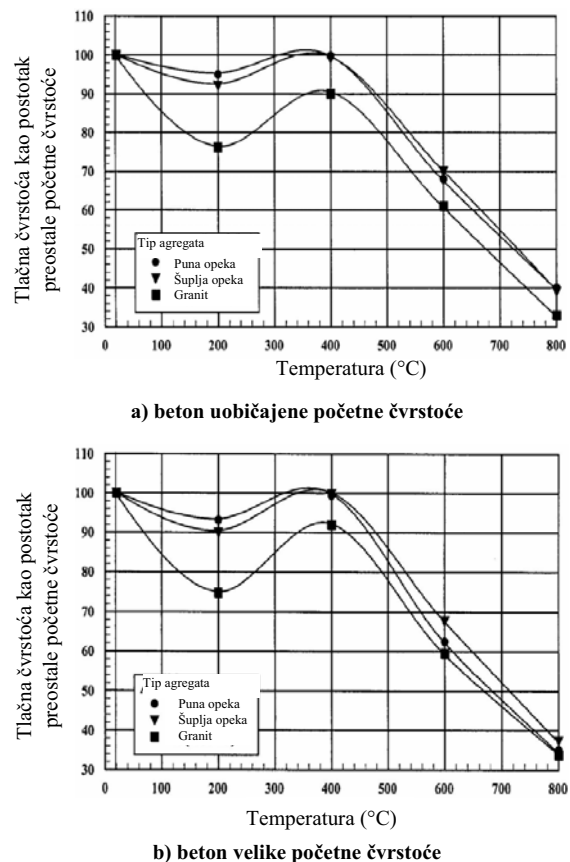 Tlačna čvrstoća kao postotak
preostale početne čvrstoće
110
100
90
80
70
60
50
40
30
Tip agregata
Puna opeka
Šuplja opeka
Granit
0 100 200 300 400 500 600 700 800
Temperatura (°C)
a) beton uobičajene početne čvrstoće
Tlačna čvrstoća kao postotak
preostale početne čvrstoće
110
100
90
80
70
60
50
40
30
Tip agregata
Puna opeka
Šuplja opeka
Granit
0 100 200 300 400 500 600 700 800
Temperatura (°C)
b) beton velike početne čvrstoće